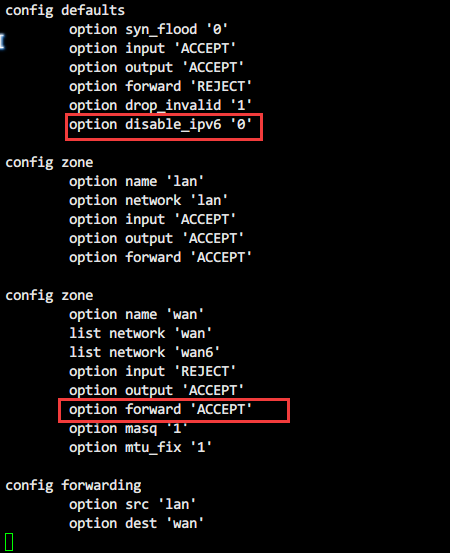 config defaults
option syn_flood '0'
option input 'ACCEPT'
option output 'ACCEPT'
option forward 'REJECT'
option drop_invalid '1'
option disable_ipv6 '0'
config zone
option name 'lan'
option network 'lan'
option input 'ACCEPT'
option output 'ACCEPT'
option forward 'ACCEPT'
config zone
option name 'wan'
list network 'wan'
list network 'wan6'
option input 'REJECT'
option output 'ACCEPT'
option forward 'ACCEPT'
option masq '1'
option mtu_fix '1'
config forwarding
option src 'lan'
option dest 'wan'